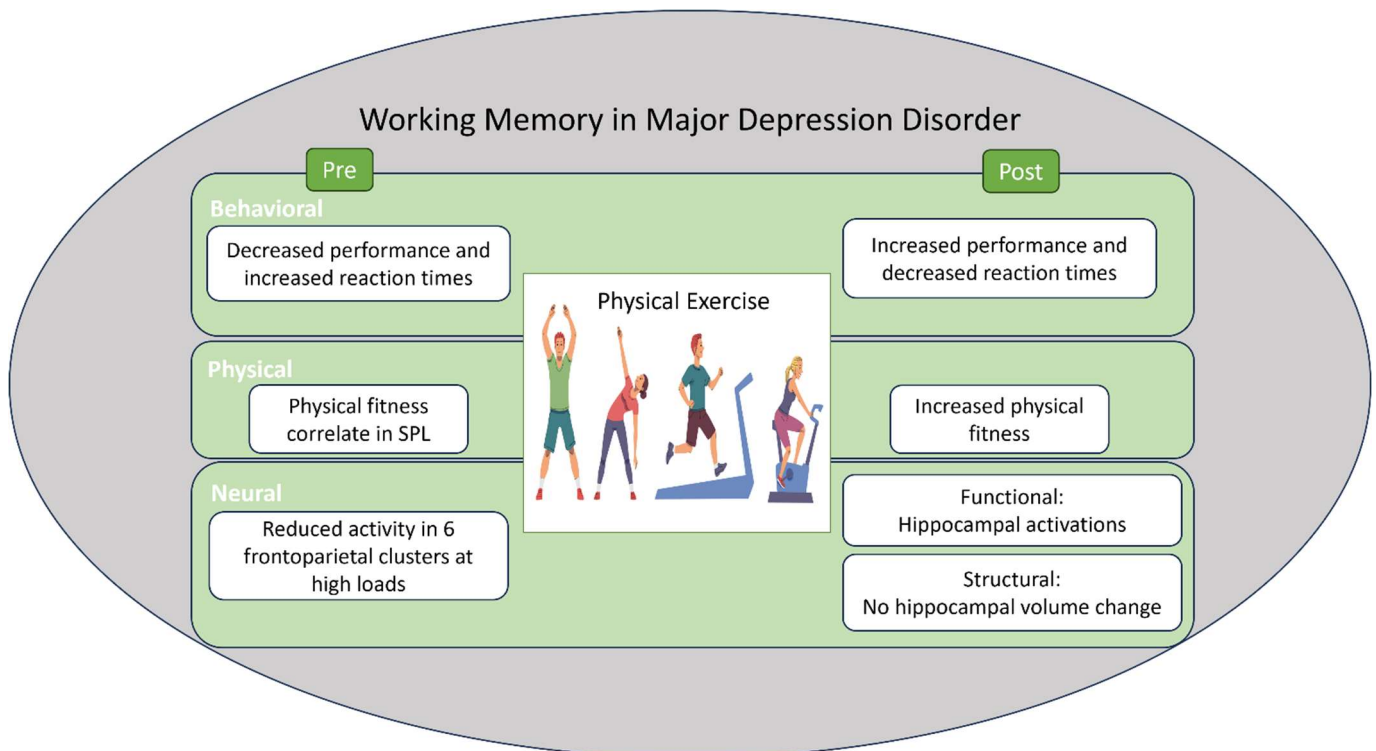 Working Memory in Major Depression Disorder
Pre
Post
Behavioral
Decreased performance and
increased reaction times
Increased performance and
decreased reaction times
Physical Exercise
Physical
Physical fitness
correlate in SPL
Increased physical
fitness
Neural
Reduced activity in 6
frontoparietal clusters at
high loads
Functional:
Hippocampal activations
Structural:
No hippocampal volume change